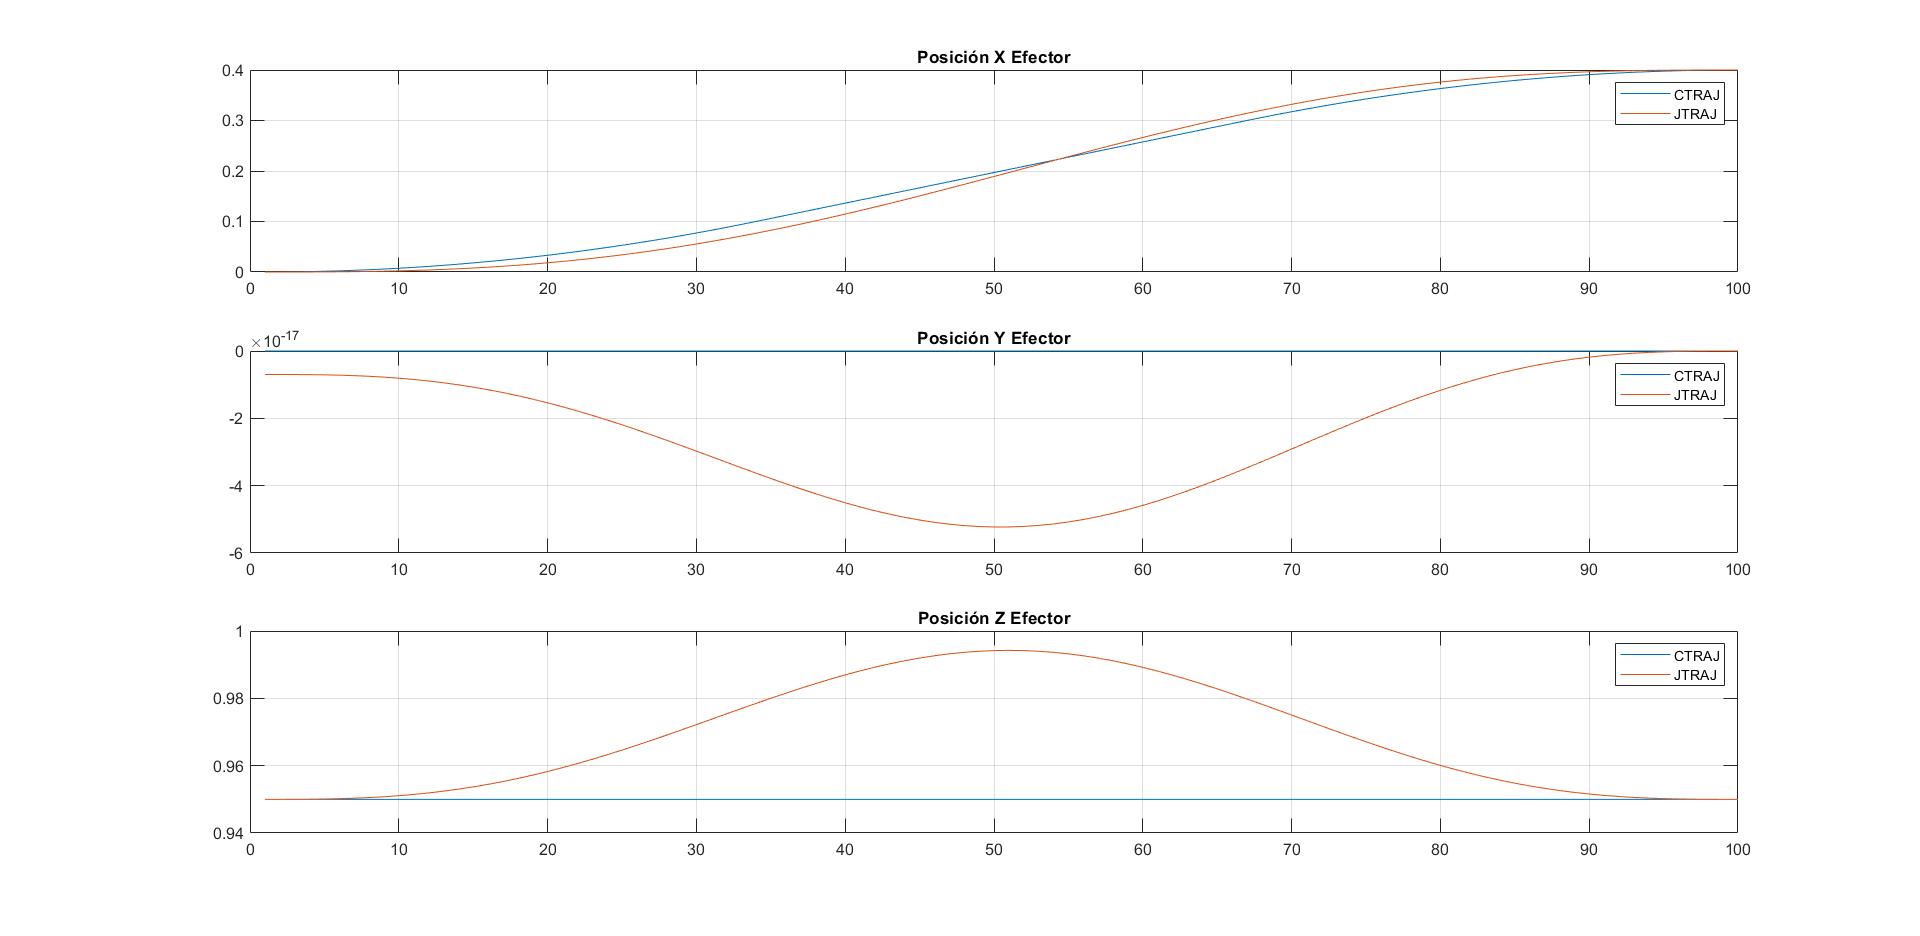 Posición X Efector
0.4
0.3
0.2
0.1
0
CTRAJ
JTRAJ
0 10 20 30 40 50 60 70 80 90 100
×10-17
Posición Y Efector
0
-2
-4
-6
CTRAJ
JTRAJ
0 10 20 30 40 50 60 70 80 90 100
Posición Z Efector
1
0.98
0.96
0.94
CTRAJ
JTRAJ
0 10 20 30 40 50 60 70 80 90 100